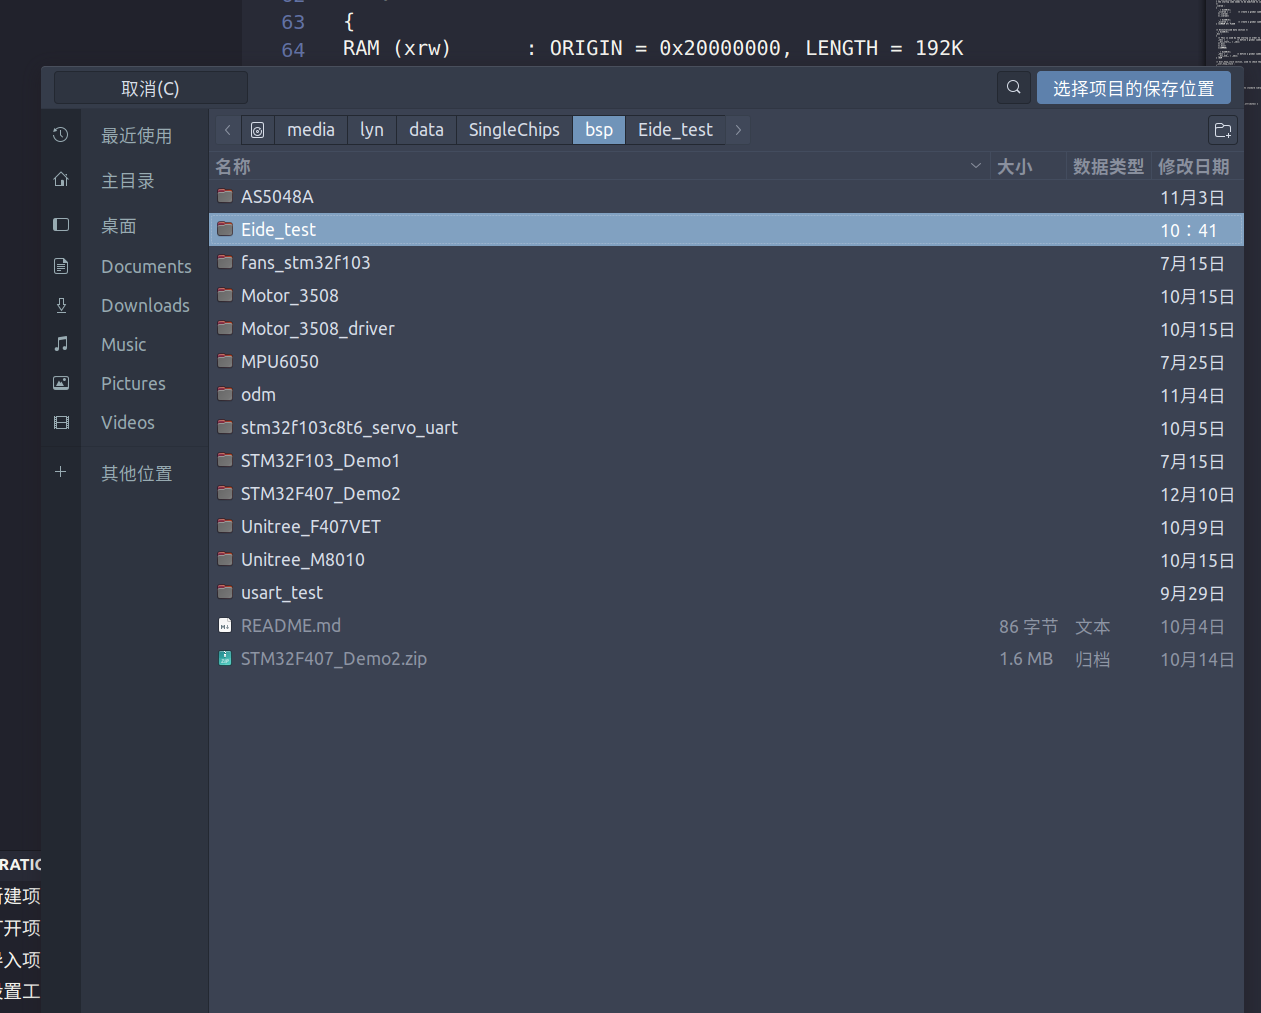 63 {
64 RAM (xrw) : ORIGIN = 0x20000000, LENGTH = 192K
取消(C)
选择项目的保存位置
最近使用
主目录
桌面
Documents
Downloads
Music
Pictures
Videos
其他位置
media lyn data SingleChips bsp Eide_test
名称 大小 数据类型 修改日期
AS5048A 11月3日
Eide_test 10：41
fans_stm32f103 7月15日
Motor_3508 10月15日
Motor_3508_driver 10月15日
MPU6050 7月25日
odm 11月4日
stm32f103c8t6_servo_uart 10月5日
STM32F103_Demo1 7月15日
STM32F407_Demo2 12月10日
Unitree_F407VET 10月9日
Unitree_M8010 10月15日
usart_test 9月29日
README.md 86 字节 文本 10月4日
STM32F407_Demo2.zip 1.6 MB 归档 10月14日
建项
开项
入项
置工